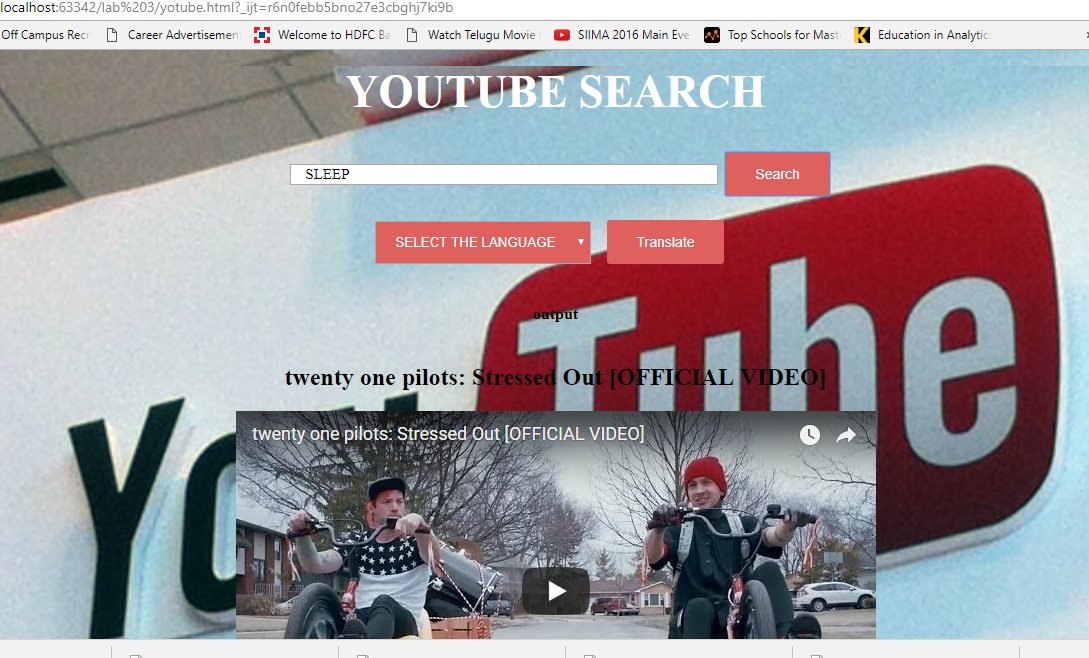 localhost:63342/lab%203/yotube.html?_ijt=r6n0febb5bno27e3cbghj7ki9b
Off Campus Recr Career Advertisement Welcome to HDFC Ba Watch Telugu Movie SIIMA 2016 Main Eve Top Schools for Mast Education in Analytic
YOUTUBE SEARCH
SLEEP Search
SELECT THE LANGUAGE Translate
output
twenty one pilots: Stressed Out [OFFICIAL VIDEO]
twenty one pilots: Stressed Out [OFFICIAL VIDEO]
You
Tube